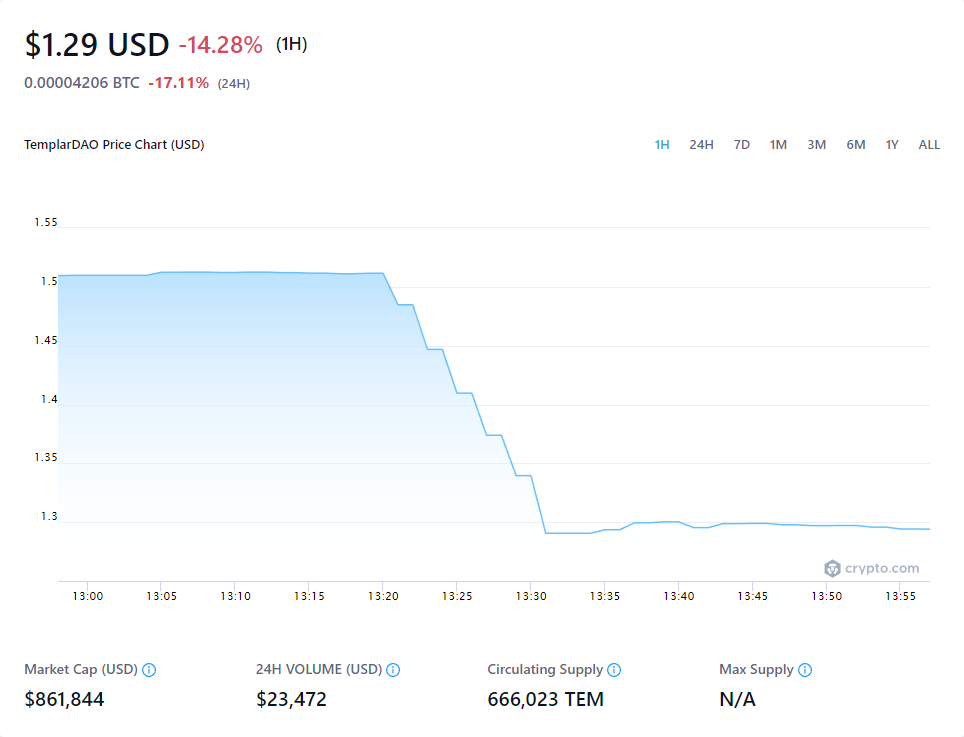 $1.29 USD -14.28% (1H)
0.00004206 BTC -17.11% (24H)
TemplarDAO Price Chart (USD)
1H 24H 7D 1M 3M 6M 1Y ALL
1.55
1.5
1.45
1.4
1.35
1.3
crypto.com
13:00 13:05 13:10 13:15 13:20 13:25 13:30 13:35 13:40 13:45 13:50 13:55
Market Cap (USD) 24H VOLUME (USD) Circulating Supply Max Supply
$861,844 $23,472 666,023 TEM N/A